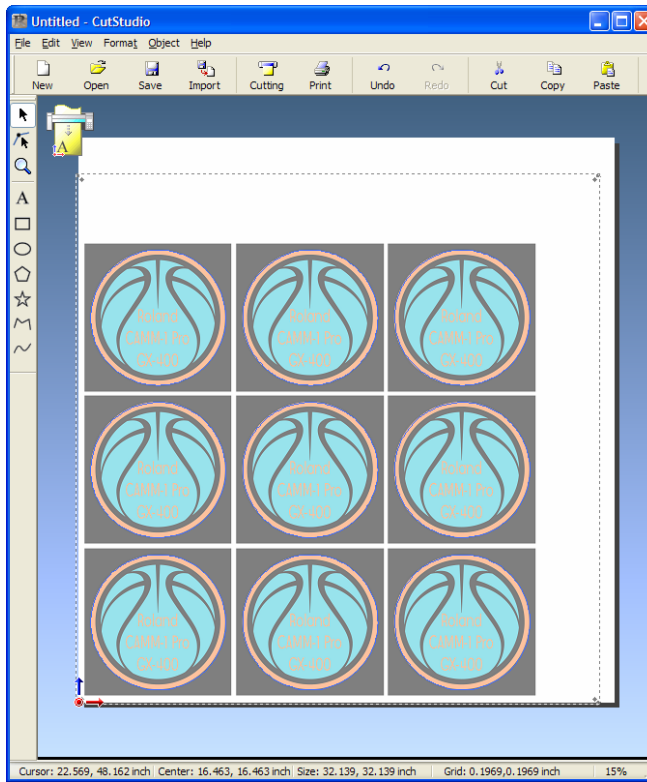 Untitled - CutStudio
File Edit View Format Object Help
New Open Save Import Cutting Print Undo Redo Cut Copy Paste
A
A
Roland Roland Roland
CAMM-1 Pro CAMM-1 Pro CAMM-1 Pro
GX-400 GX-400 GX-400
Roland Roland Roland
CAMM-1 Pro CAMM-1 Pro CAMM-1 Pro
GX-400 GX-400 GX-400
Roland Roland Roland
CAMM-1 Pro CAMM-1 Pro CAMM-1 Pro
GX-400 GX-400 GX-400
Cursor: 22.569, 48.162 inch Center: 16.463, 16.463 inch Size: 32.139, 32.139 inch Grid: 0.1969,0.1969 inch 15%